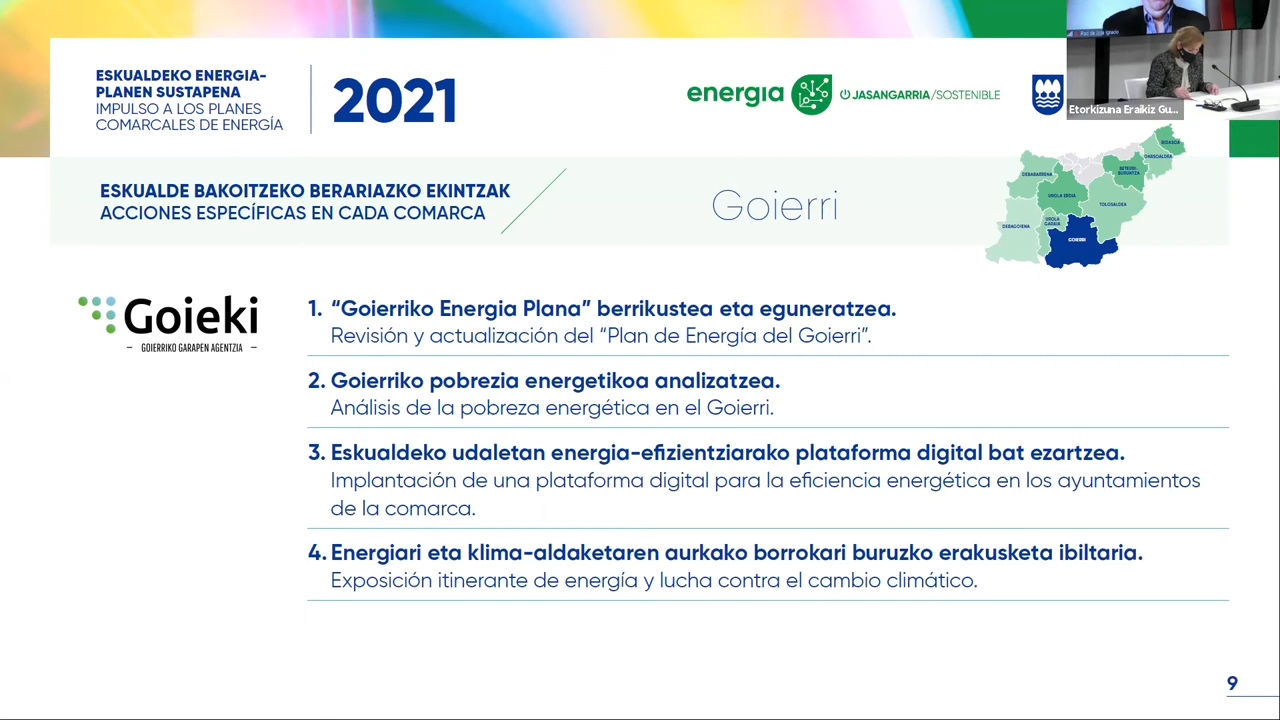 ESKUALDEKO ENERGIA-
PLANEN SUSTAPENA
IMPULSO A LOS PLANES
COMARCALES DE ENERGÍA
2021
energia
JASANGARRIA/SOSTENIBLE
Etorkizuna Eraikiz Gu...
ESKUALDE BAKOITZEKO BERARIAZKO EKINTZAK
ACCIONES ESPECÍFICAS EN CADA COMARCA
Goierri
BIDASOA
OARSOALDEA
DEBABARRENA
BETERRI-
BURUNTZA
UROLA ERDIA
TOLOSALDEA
UROLA
GARAIA
DEBAGOIENA
GOIERRI
Goieki
GOIERRIKO GARAPEN AGENTZIA
1. “Goierriko Energia Plana” berrikustea eta eguneratzea.
Revisión y actualización del “Plan de Energía del Goierri”.
2. Goierriko pobrezia energetikoa analizatzea.
Análisis de la pobreza energética en el Goierri.
3. Eskualdeko udaletan energia-efizientziarako plataforma digital bat ezartzea.
Implantación de una plataforma digital para la eficiencia energética en los ayuntamientos
de la comarca.
4. Energiari eta klima-aldaketaren aurkako borrokari buruzko erakusketa ibiltaria.
Exposición itinerante de energía y lucha contra el cambio climático.
9